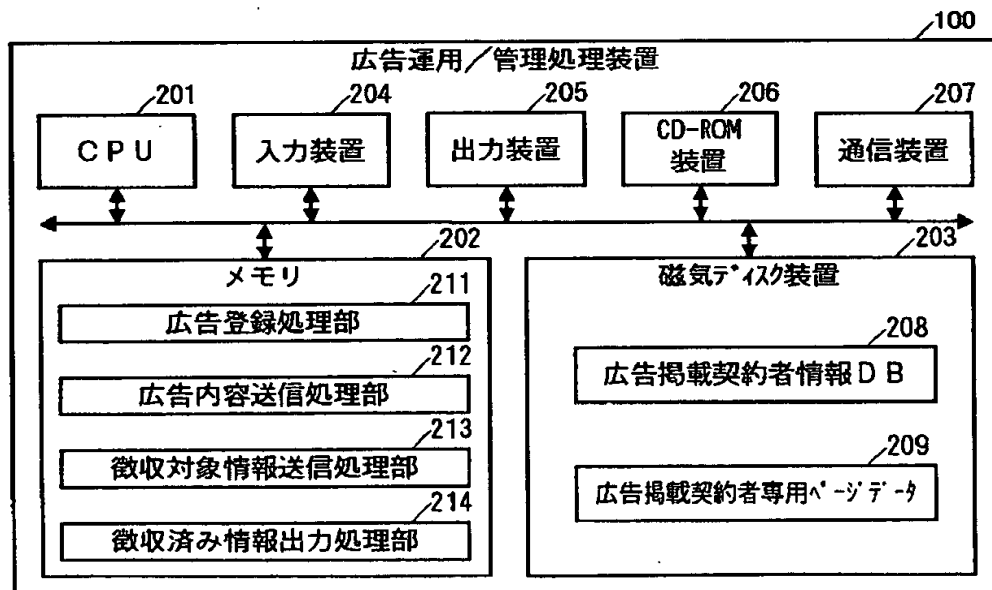 100
広告運用／管理処理装置
201
204
205
206
207
CPU
入力装置
出力装置
CD-ROM
装置
通信装置
202
203
メモリ
磁気ディスク装置
211
広告登録処理部
212
広告内容送信処理部
213
徴収対象情報送信処理部
214
徴収済み情報出力処理部
208
広告掲載契約者情報DB
209
広告掲載契約者専用ページデータ